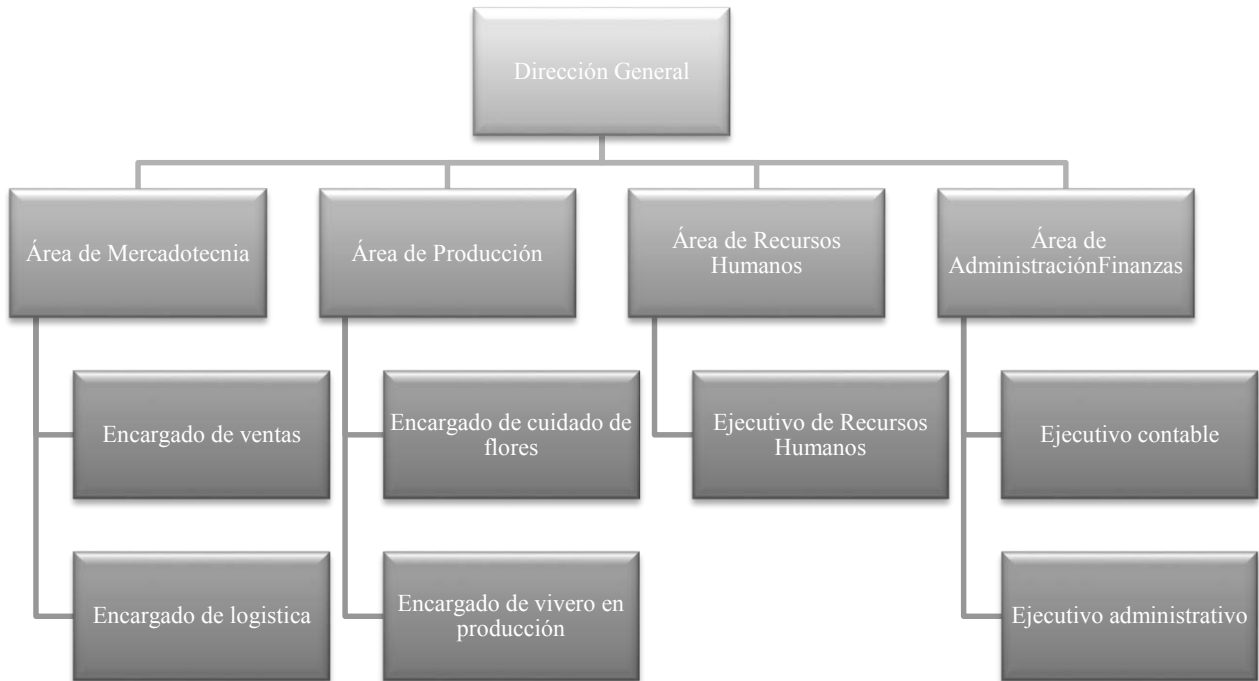 Dirección General
Área de Mercadotecnia
Área de Producción
Área de Recursos
Humanos
Área de
AdministraciónFinanzas
Encargado de ventas
Encargado de cuidado de
flores
Ejecutivo de Recursos
Humanos
Ejecutivo contable
Encargado de logistica
Encargado de vivero en
producción
Ejecutivo administrativo